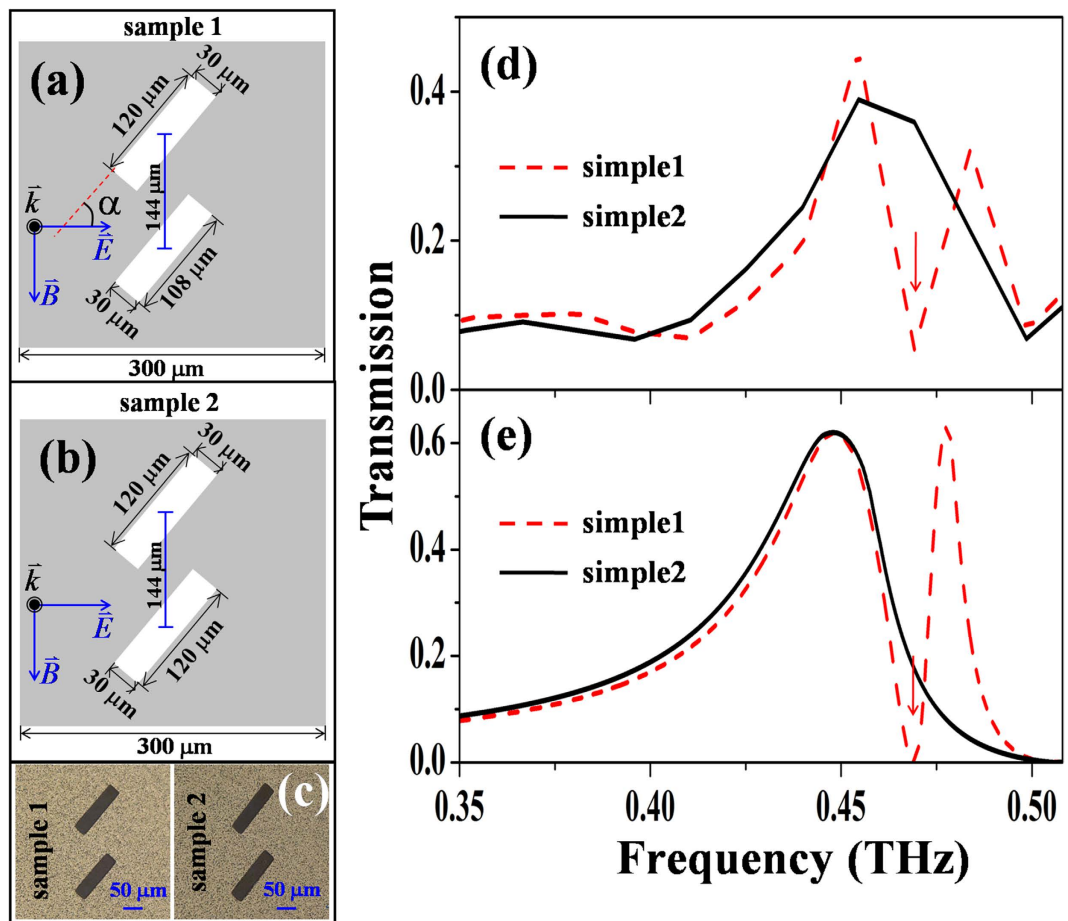 sample 1
(a)
30 μm
120 μm
144 μm
k
α
E
B
108 μm
30 μm
300 μm
sample 2
(b)
30 μm
120 μm
144 μm
k
E
B
120 μm
30 μm
300 μm
(c)
sample 1
50 μm
sample 2
50 μm
Transmission
(d)
0.4
0.2
0.0
simple1
simple2
(e)
0.6
0.4
0.2
0.0
simple1
simple2
0.35 0.40 0.45 0.50
Frequency (THz)